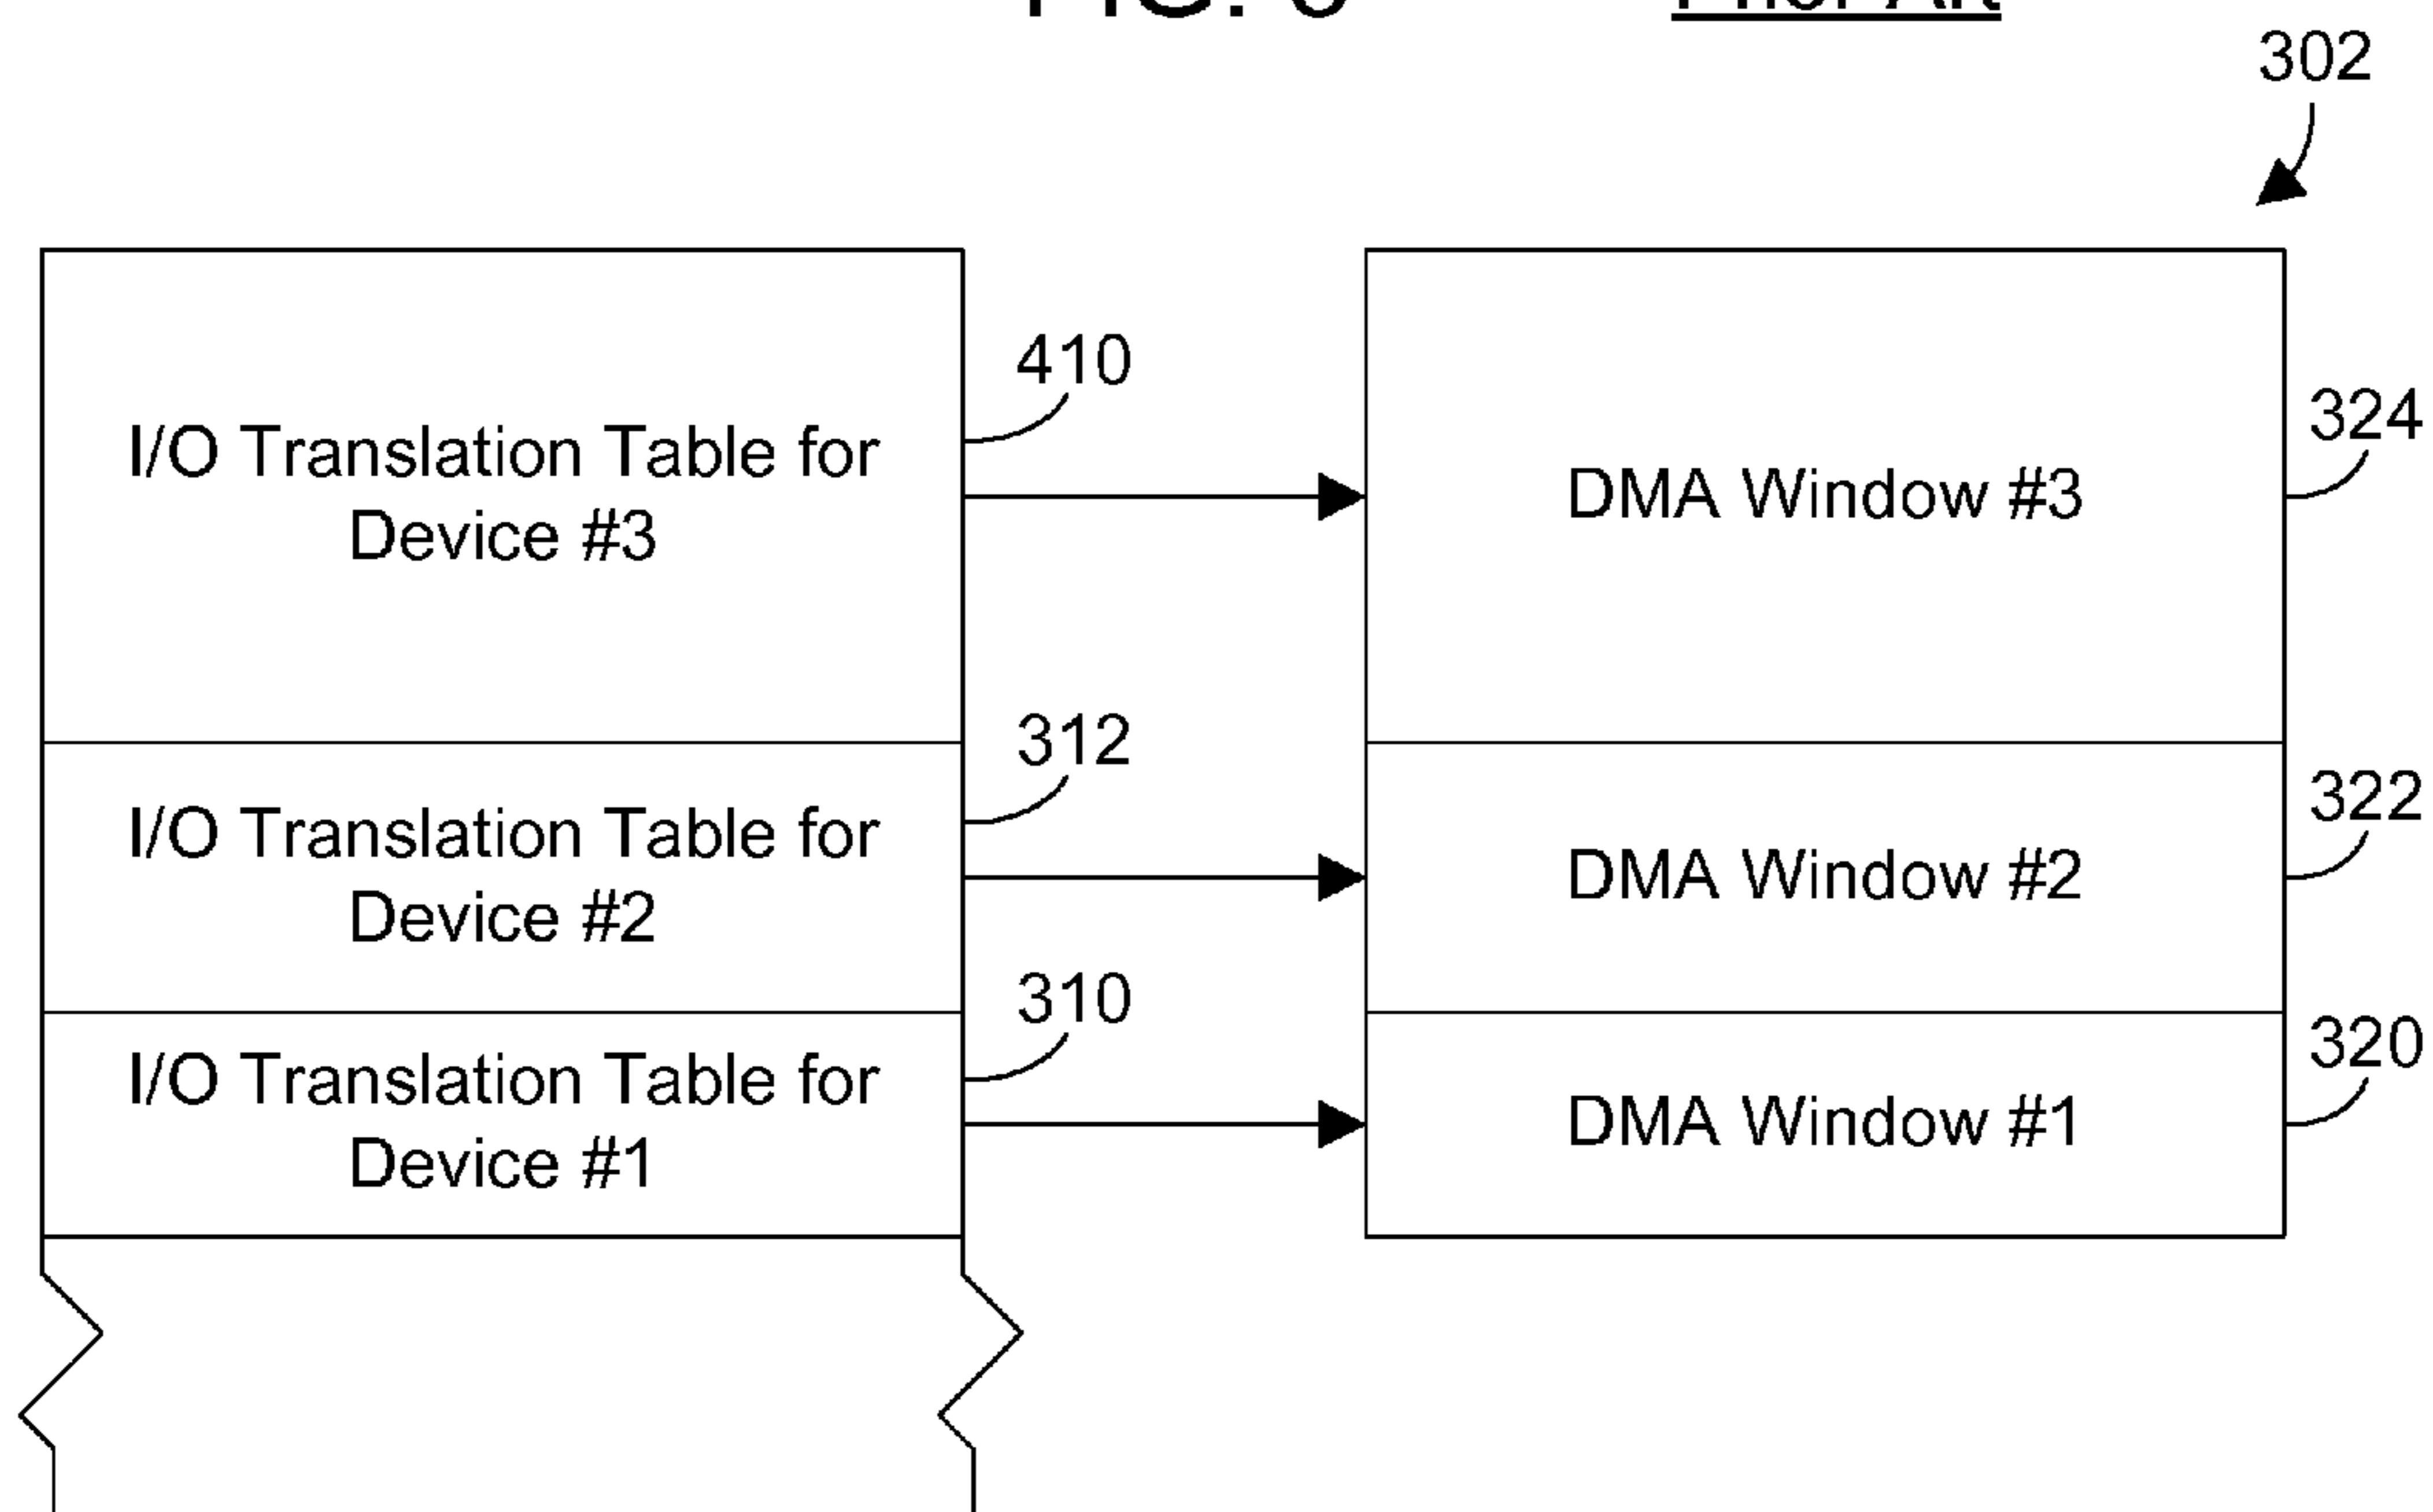 302
410
I/O Translation Table for
Device #3
DMA Window #3
324
312
I/O Translation Table for
Device #2
DMA Window #2
322
310
I/O Translation Table for
Device #1
DMA Window #1
320